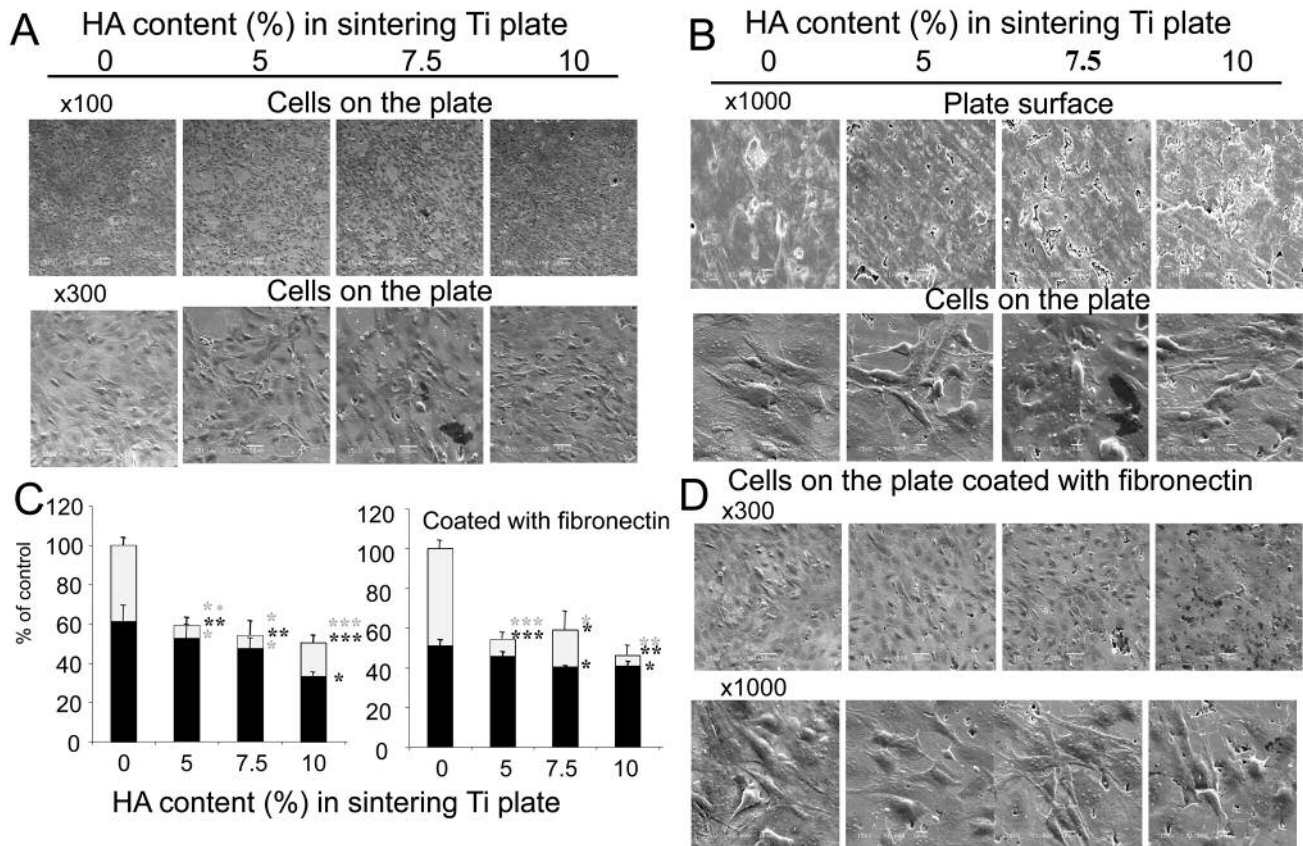 A
HA content (%) in sintering Ti plate
0 5 7.5 10
x100
Cells on the plate
x300
Cells on the plate
B
HA content (%) in sintering Ti plate
0 5 7.5 10
x1000
Plate surface
Cells on the plate
C
120
100
80
60
40
20
0
% of control
** ** *
* ** *
*** *** *
0 5 7.5 10
Coated with fibronectin
120
100
80
60
40
20
0
*** ***
* * *
** ** *
0 5 7.5 10
HA content (%) in sintering Ti plate
D
Cells on the plate coated with fibronectin
x300
x1000